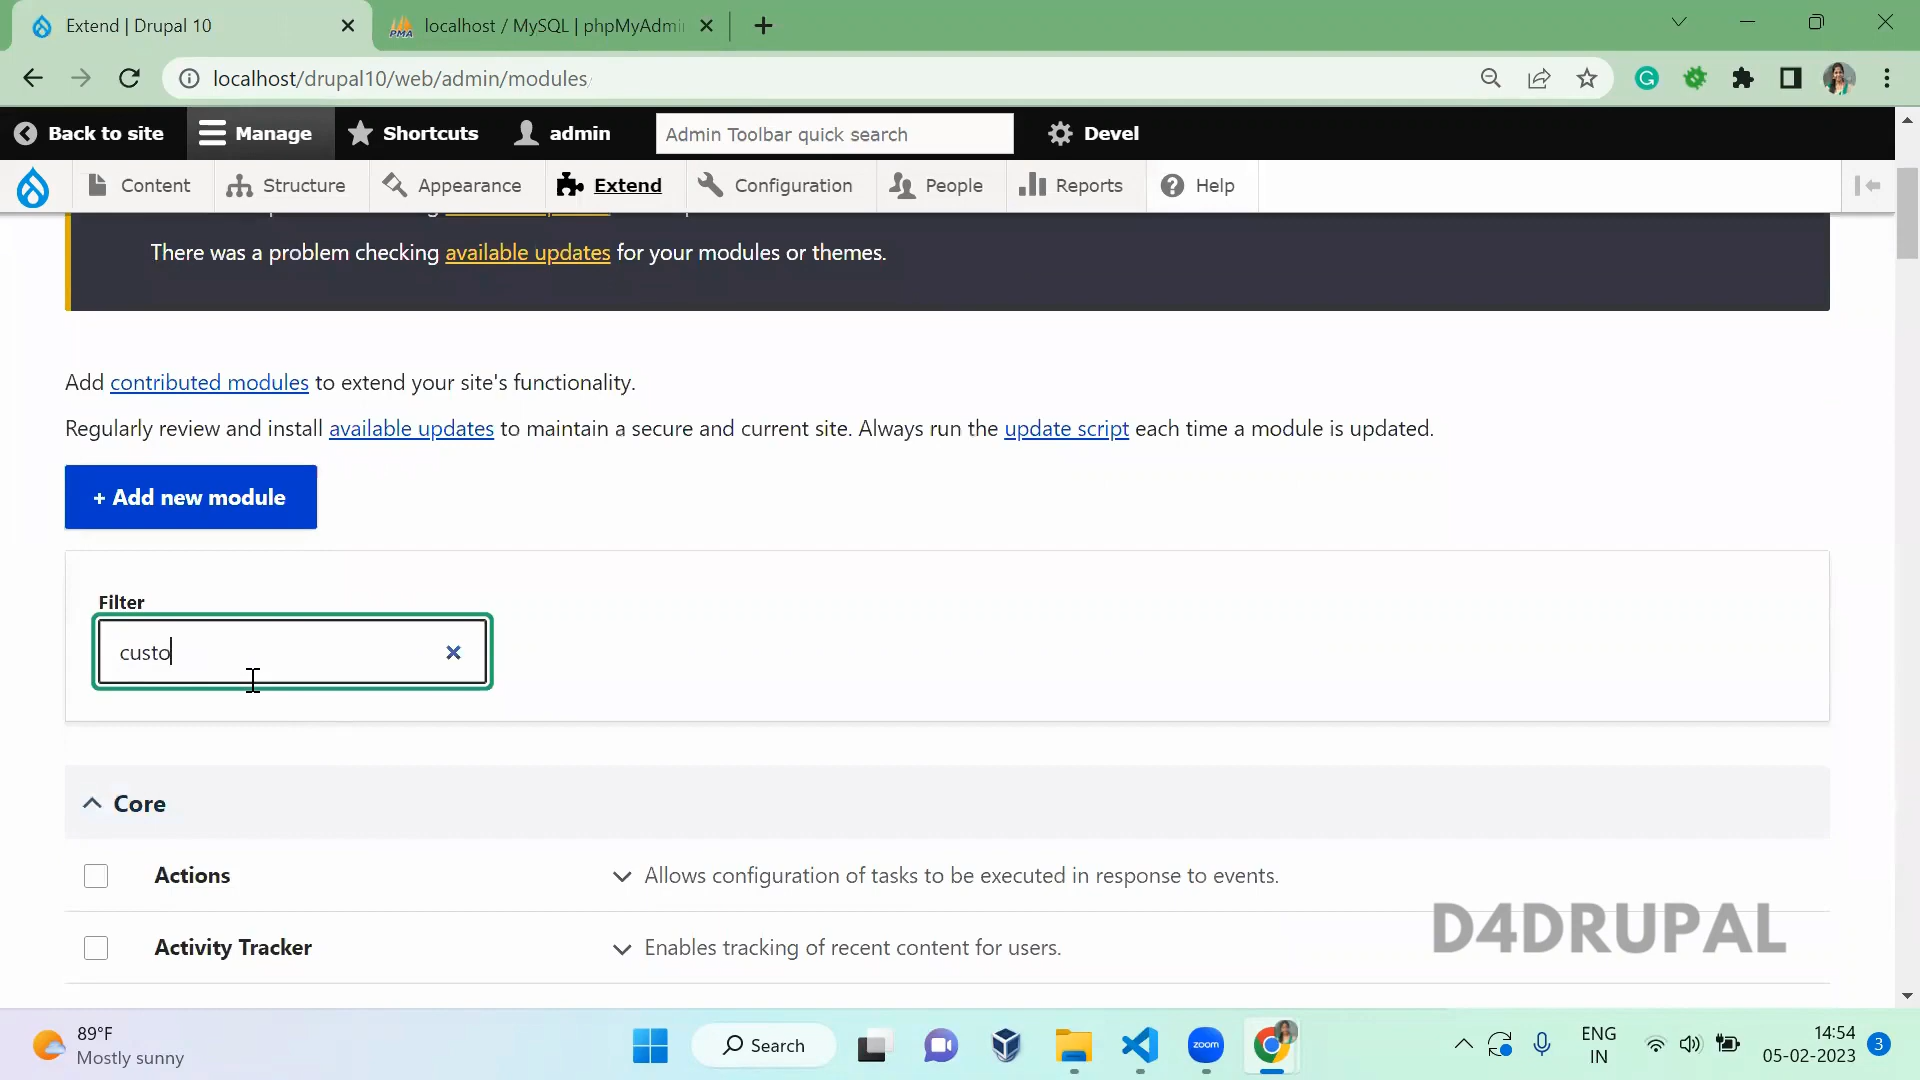 Extend | Drupal 10
localhost / MySQL | phpMyAdmi
localhost/drupal10/web/admin/modules
Back to site
Manage
Shortcuts
admin
Admin Toolbar quick search
Devel
Content
Structure
Appearance
Extend
Configuration
People
Reports
Help
There was a problem checking available updates for your modules or themes.
Add contributed modules to extend your site's functionality.
Regularly review and install available updates to maintain a secure and current site. Always run the update script each time a module is updated.
+ Add new module
Filter
custo
Core
Actions
Allows configuration of tasks to be executed in response to events.
Activity Tracker
Enables tracking of recent content for users.
D4DRUPAL
89°F
Mostly sunny
Search
zoom
ENG
IN
14:54
05-02-2023
3